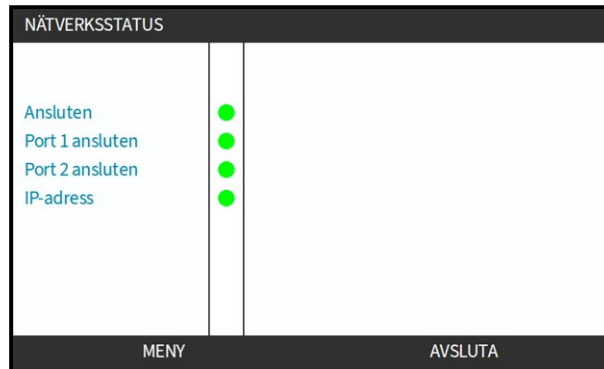 NÄTVERKSSTATUS
Ansluten
Port 1 ansluten
Port 2 ansluten
IP-adress
MENY AVSLUTA